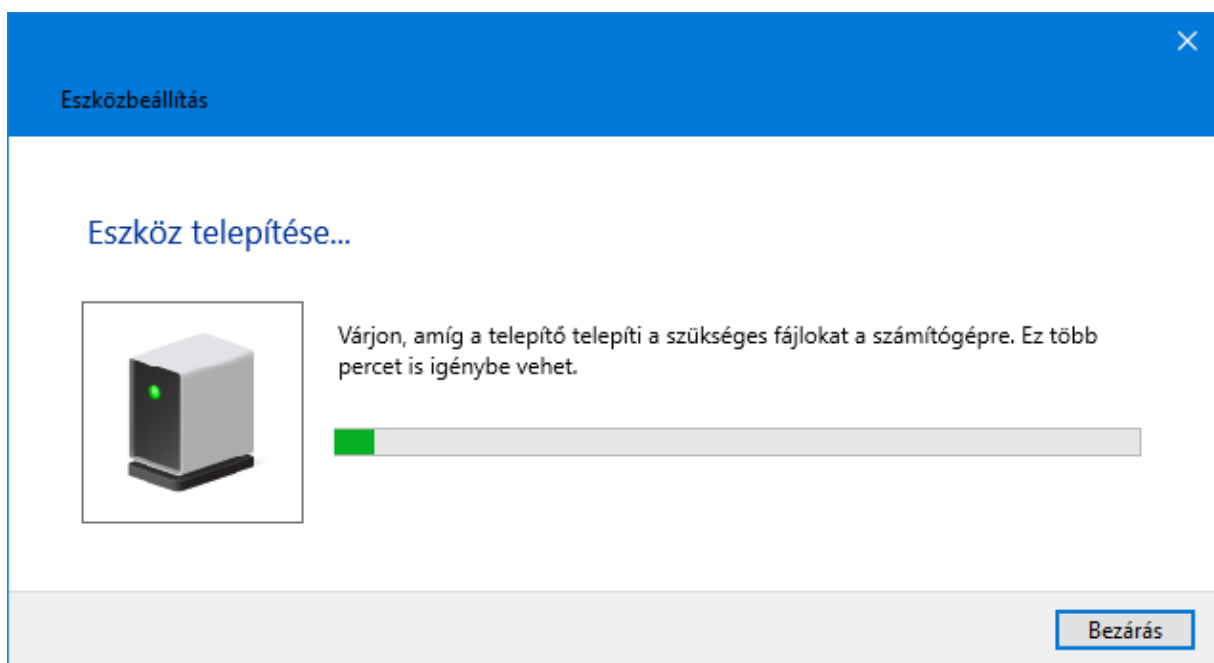 Eszközbeállítás
Eszköz telepítése...
Várjon, amíg a telepítő telepíti a szükséges fájlokat a számítógépre. Ez több
percet is igénybe vehet.
Bezárás